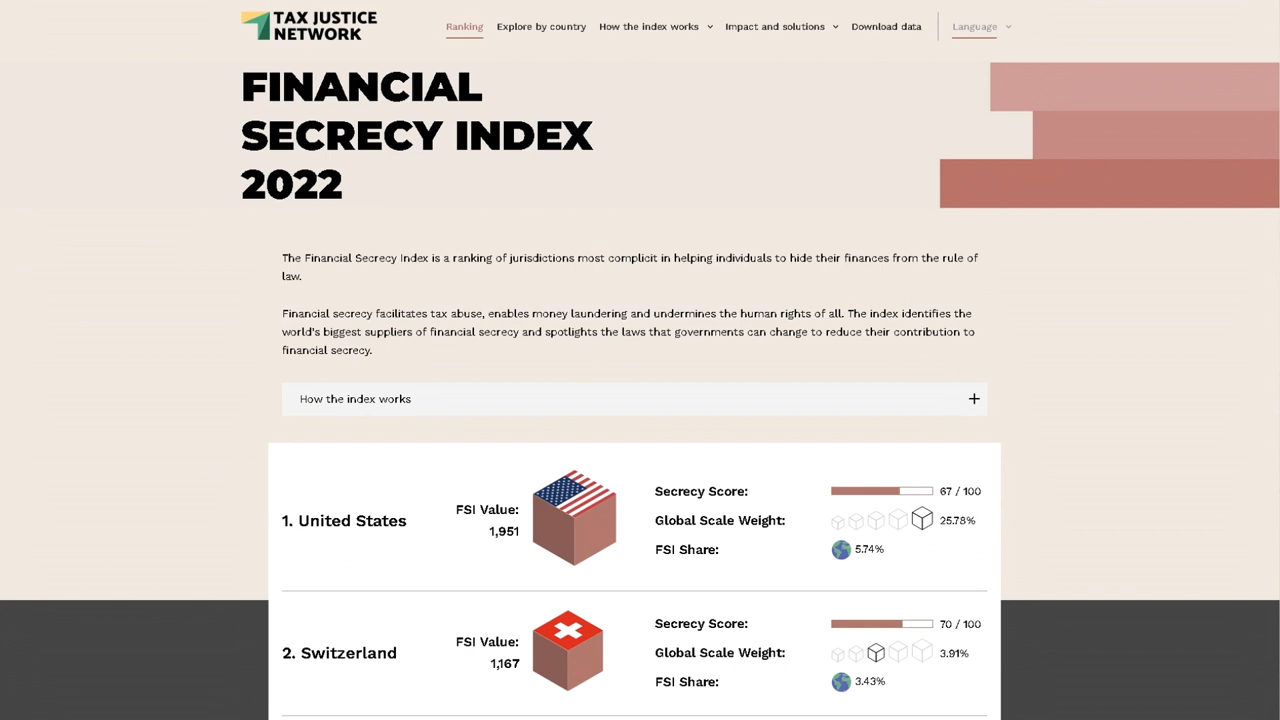 TAX JUSTICE
NETWORK
Ranking
Explore by country
How the index works
Impact and solutions
Download data
Language
FINANCIAL
SECRECY INDEX
2022
The Financial Secrecy Index is a ranking of jurisdictions most complicit in helping individuals to hide their finances from the rule of
law.
Financial secrecy facilitates tax abuse, enables money laundering and undermines the human rights of all. The index identifies the
world's biggest suppliers of financial secrecy and spotlights the laws that governments can change to reduce their contribution to
financial secrecy.
How the index works +
1. United States
FSI Value:
1,951
Secrecy Score: 67 / 100
Global Scale Weight: 25.78%
FSI Share: 5.74%
2. Switzerland
FSI Value:
1,167
Secrecy Score: 70 / 100
Global Scale Weight: 3.91%
FSI Share: 3.43%